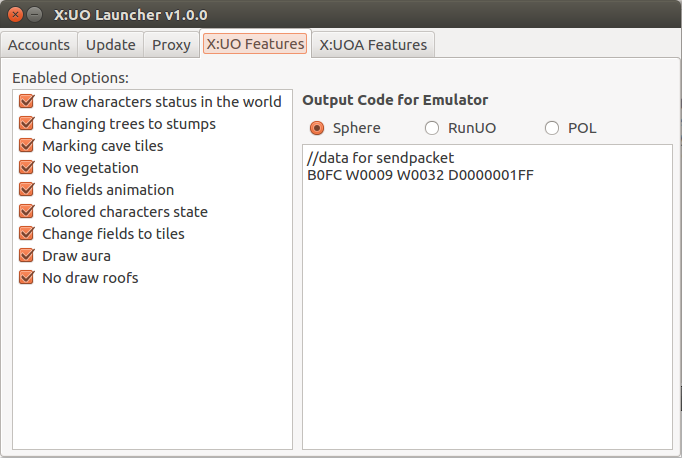 X:UO Launcher v1.0.0
Accounts Update Proxy X:UO Features X:UOA Features
Enabled Options:
Draw characters status in the world
Changing trees to stumps
Marking cave tiles
No vegetation
No fields animation
Colored characters state
Change fields to tiles
Draw aura
No draw roofs
Output Code for Emulator
Sphere RunUO POL
//data for sendpacket
B0FC W0009 W0032 D0000001FF